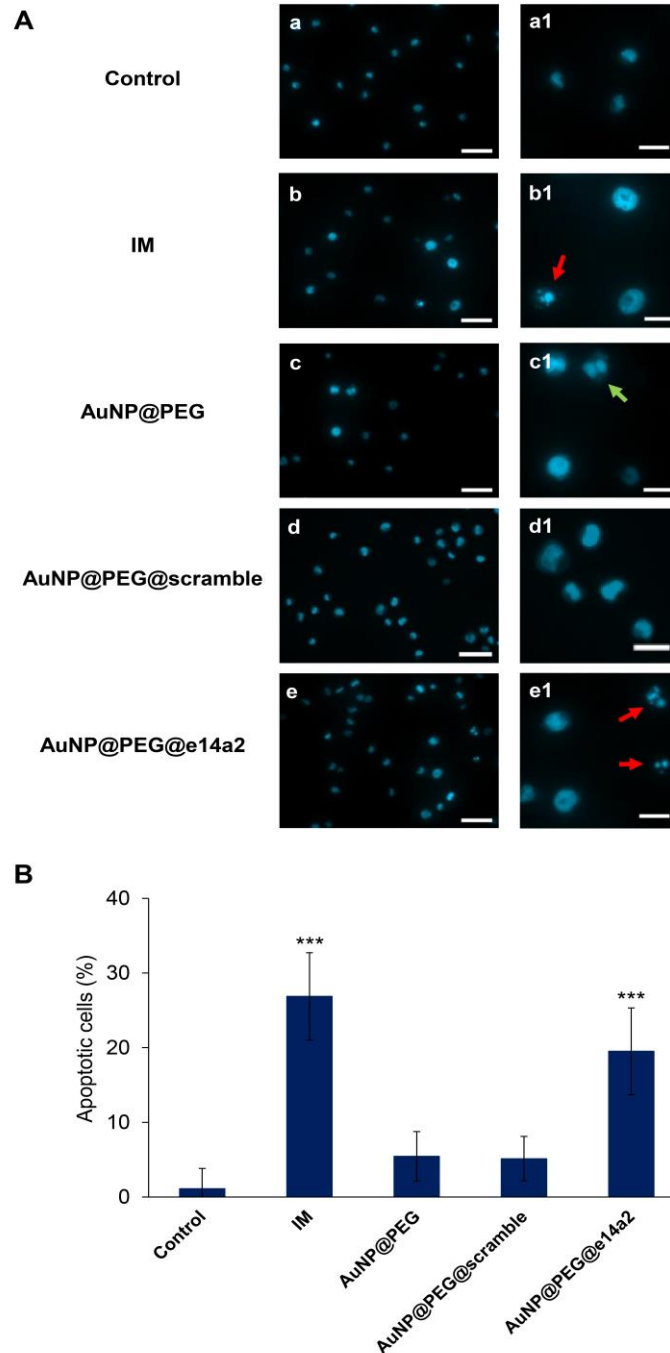 A
Control
a
a1
IM
b
b1
AuNP@PEG
c
c1
AuNP@PEG@scramble
d
d1
AuNP@PEG@e14a2
e
e1
B
Apoptotic cells (%)
40
30
20
10
0
***
***
Control
IM
AuNP@PEG
AuNP@PEG@scramble
AuNP@PEG@e14a2